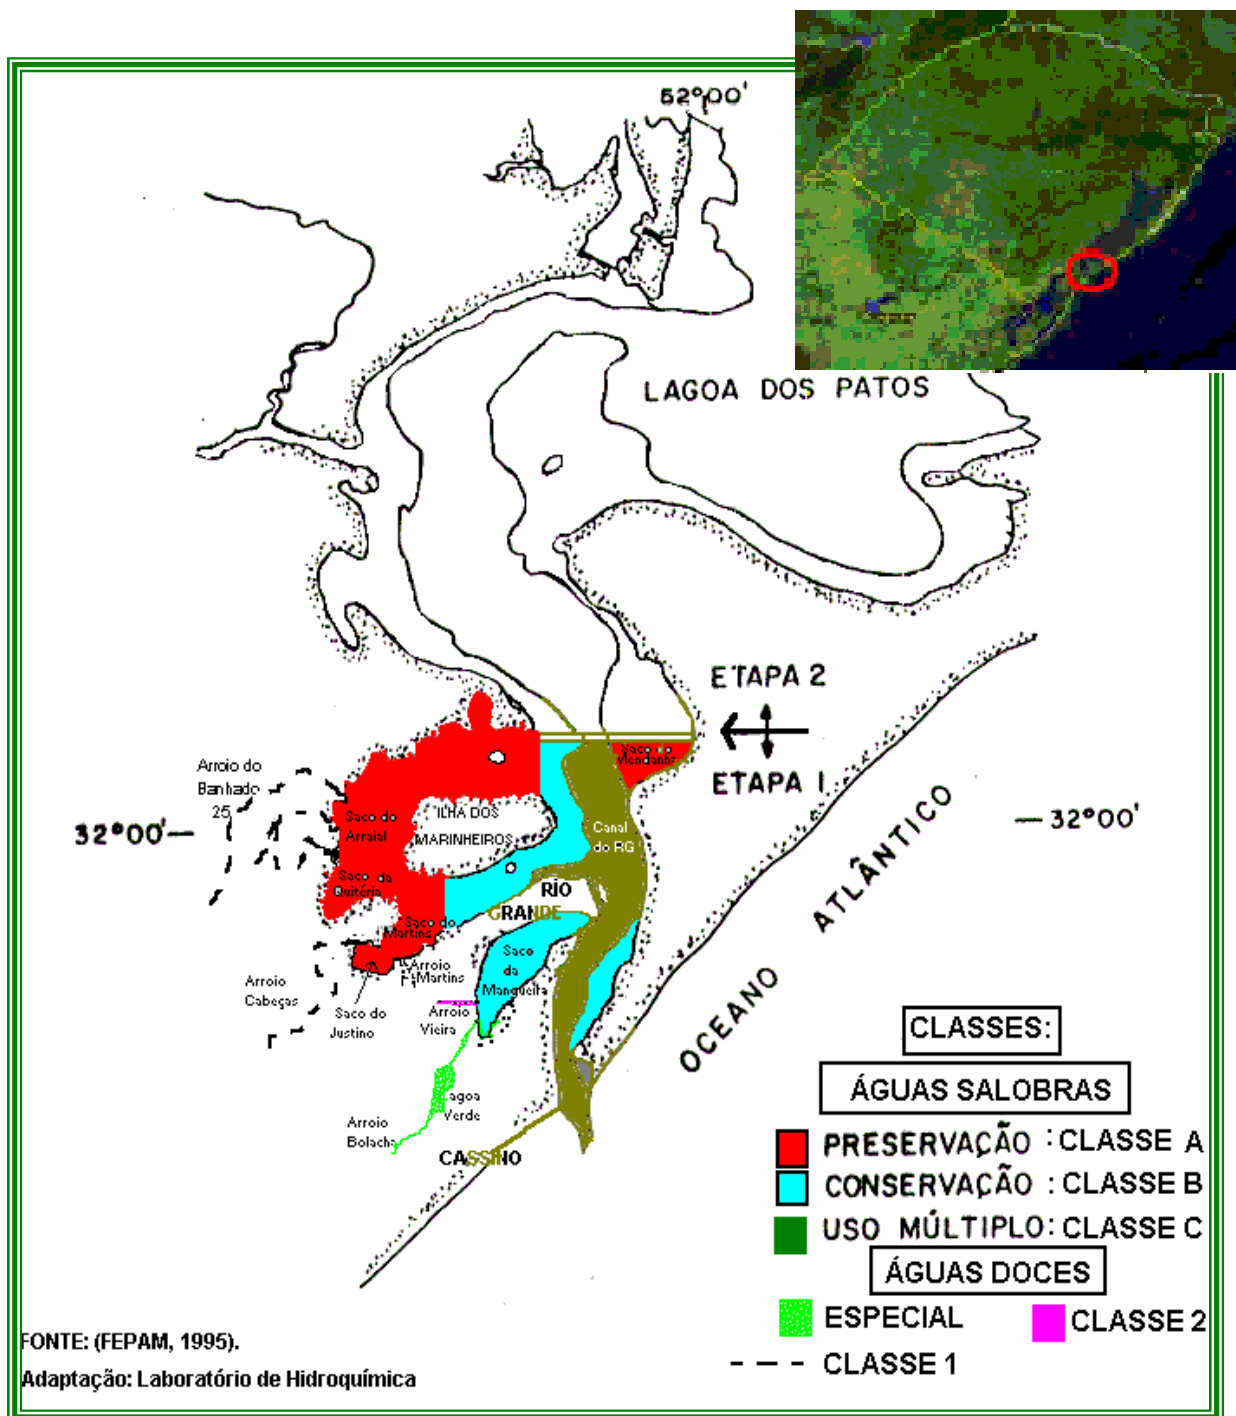 52°00'
LAGOA DOS PATOS
ETAPA 2
ETAPA 1
Saco do
Mendanha
Arroio do
Banhado
25
32°00'
32°00'
Saco do
Arraial
ILHA DOS
MARINHEIROS
Canal
do RG
Saco da
Quitéria
RIO
GRANDE
Saco do
Martins
Arroio
Martins
Saco
da
Mangueira
Arroio
Cabeças
Saco do
Justino
Arroio
Vieira
Lagoa
Verde
Arroio
Bolacha
CASSINO
OCEANO ATLÂNTICO
CLASSES:
ÁGUAS SALOBRAS
PRESERVAÇÃO : CLASSE A
CONSERVAÇÃO : CLASSE B
USO MÚLTIPLO: CLASSE C
ÁGUAS DOCES
ESPECIAL
CLASSE 2
CLASSE 1
FONTE: (FEPAM, 1995).
Adaptação: Laboratório de Hidroquímica